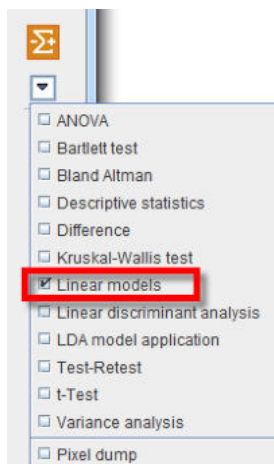 ANOVA
Bartlett test
Bland Altman
Descriptive statistics
Difference
Kruskal-Wallis test
Linear models
Linear discriminant analysis
LDA model application
Test-Retest
t-Test
Variance analysis
Pixel dump